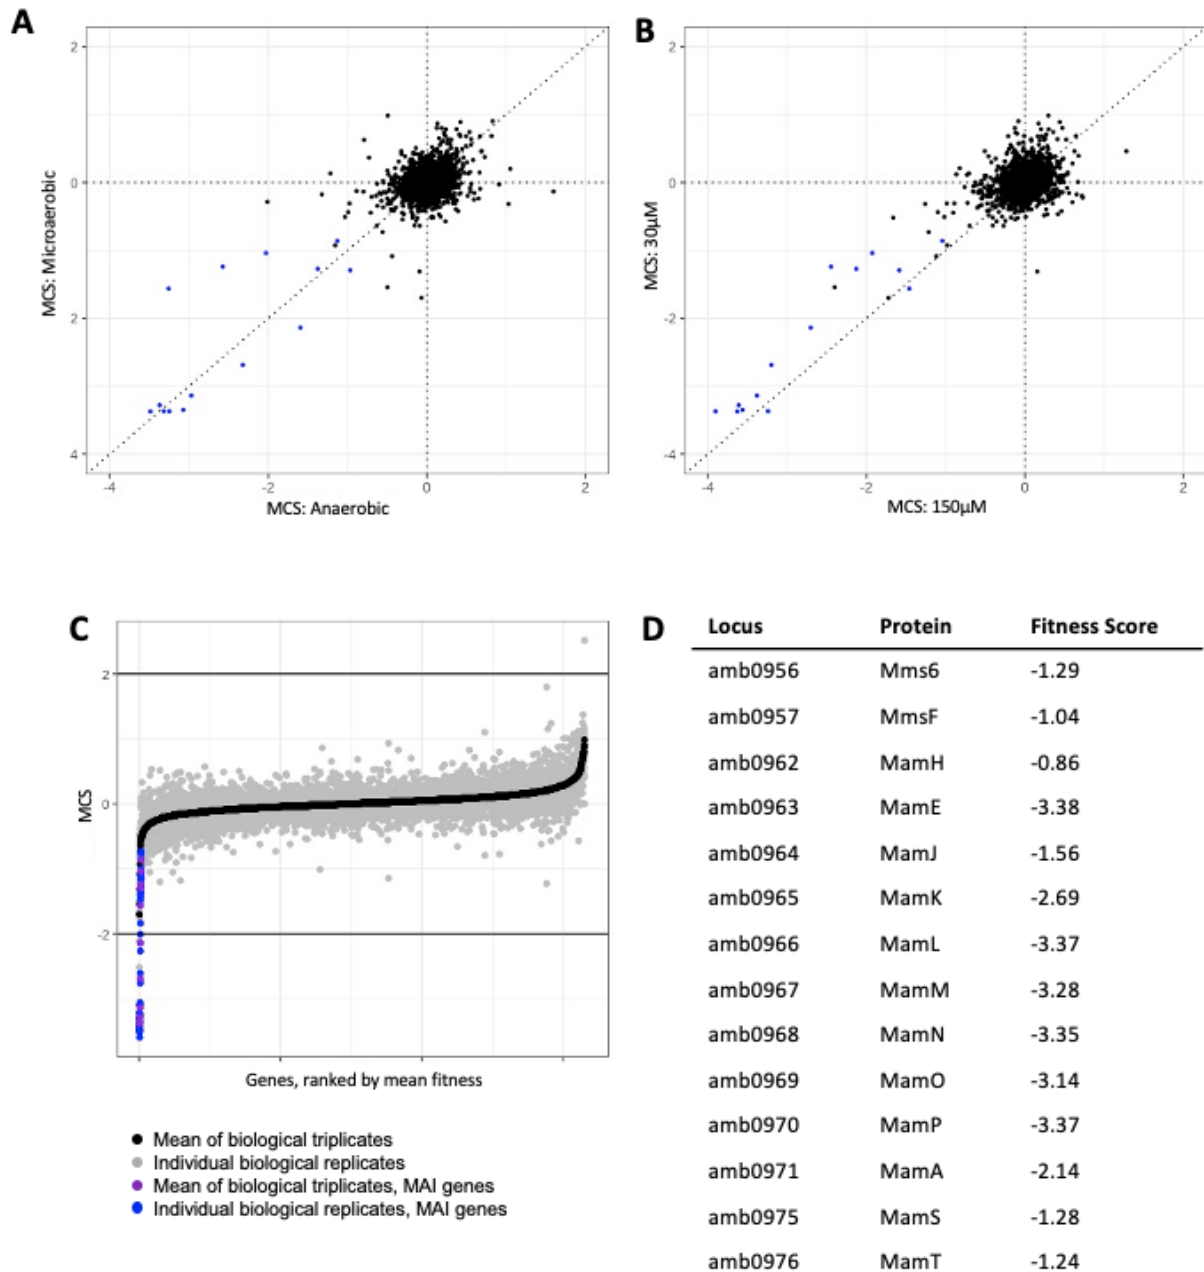 A
B
2
0
2
4
MCS: Microaerobic
-4
-2
0
2
MCS: Anaerobic
2
0
-2
-4
MCS: 30µM
-4
-2
0
2
MCS: 150µM
C
2
0
-2
MCS
Genes, ranked by mean fitness
Mean of biological triplicates
Individual biological replicates
Mean of biological triplicates, MAI genes
Individual biological replicates, MAI genes
D
Locus Protein Fitness Score
amb0956 Mms6 -1.29
amb0957 MmsF -1.04
amb0962 MamH -0.86
amb0963 MamE -3.38
amb0964 MamJ -1.56
amb0965 MamK -2.69
amb0966 MamL -3.37
amb0967 MamM -3.28
amb0968 MamN -3.35
amb0969 MamO -3.14
amb0970 MamP -3.37
amb0971 MamA -2.14
amb0975 MamS -1.28
amb0976 MamT -1.24